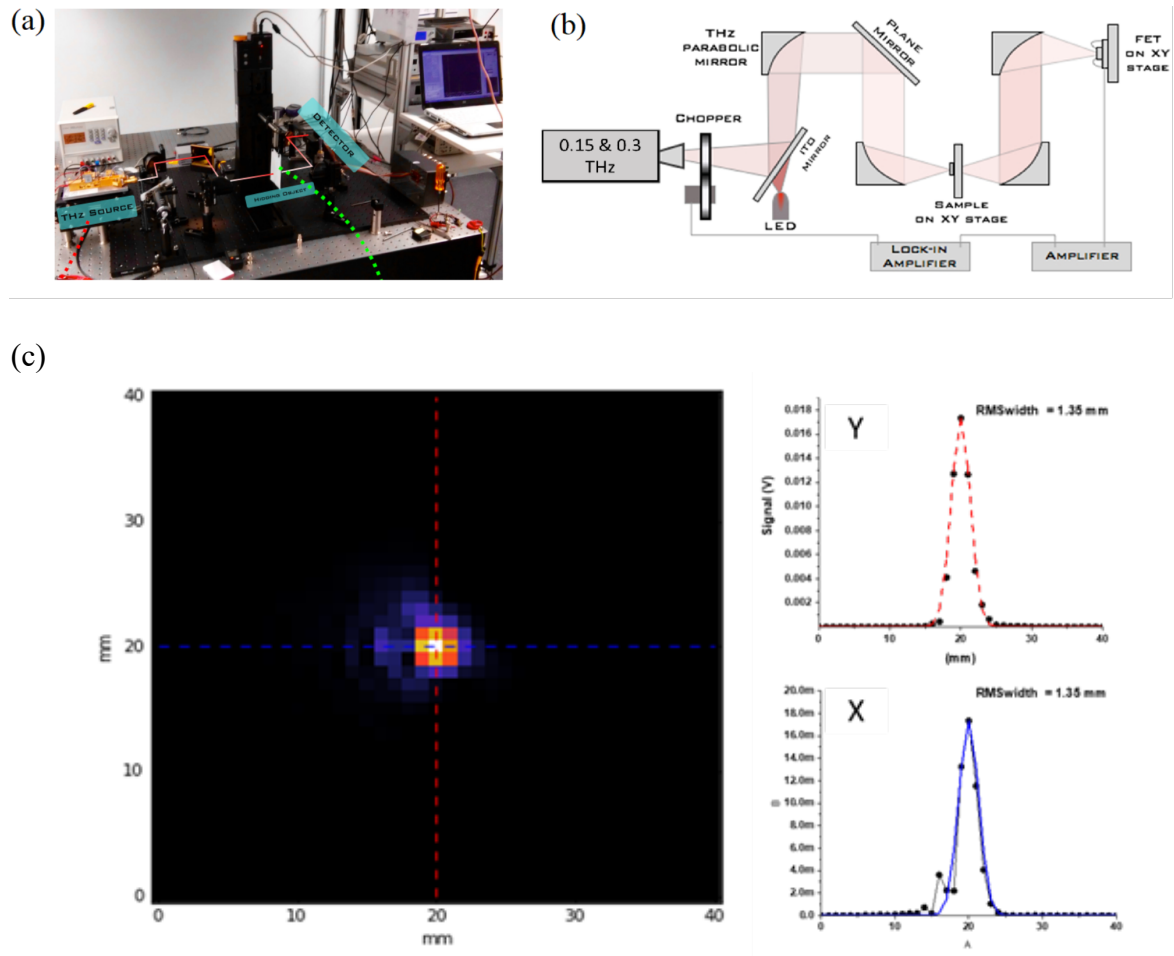 (a)
THz Source
Hidding Object
Detector
(b)
THz
Parabolic
Mirror
Plane
Mirror
FET
on XY
stage
Chopper
0.15 & 0.3
THz
ITO
Mirror
LED
Sample
on XY stage
Lock-in
Amplifier
Amplifier
(c)
40
30
20
10
0
mm
0
10
20
30
40
mm
Y
RMSwidth = 1.35 mm
0.018
0.016
0.014
0.012
0.010
0.008
0.006
0.004
0.002
Signal (V)
0
10
20
30
40
(mm)
X
RMSwidth = 1.35 mm
20.0m
18.0m
16.0m
14.0m
12.0m
10.0m
8.0m
6.0m
4.0m
2.0m
0.0
B
0
10
20
30
40
A